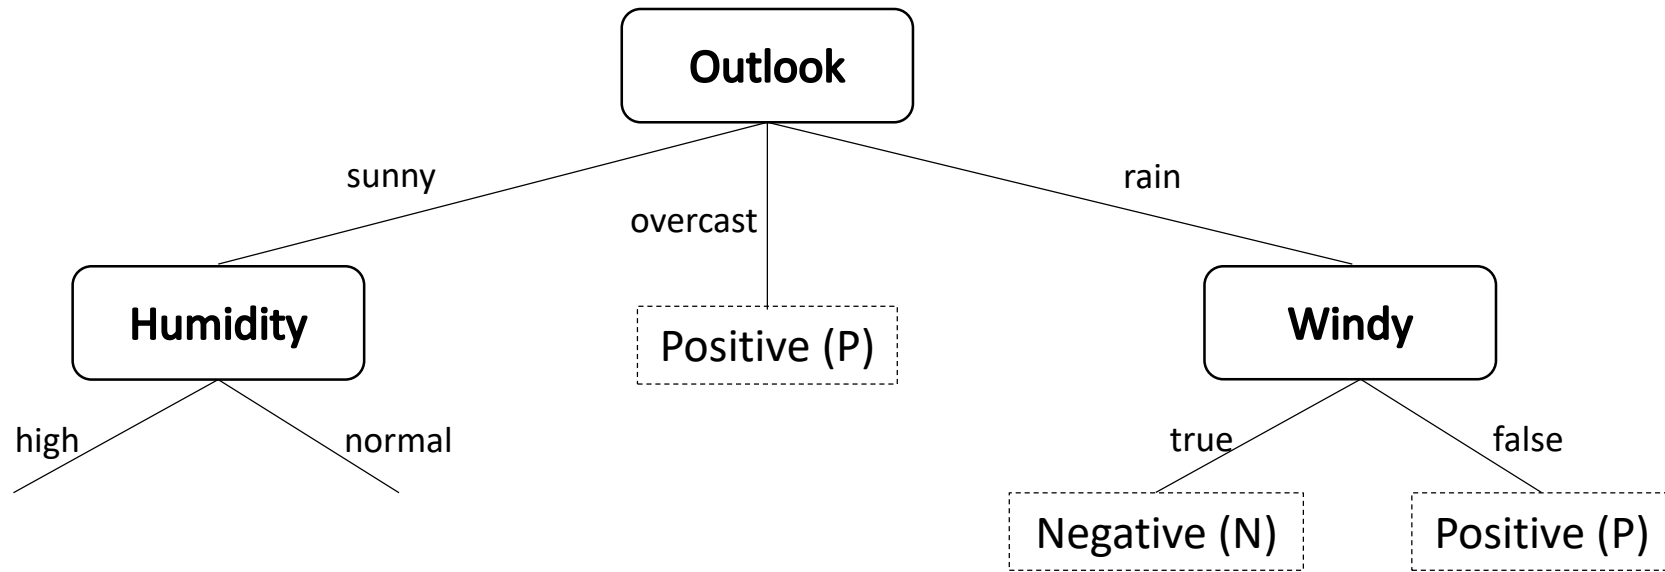 Outlook
sunny
overcast
rain
Humidity
Positive (P)
Windy
high
normal
true
false
Negative (N)
Positive (P)